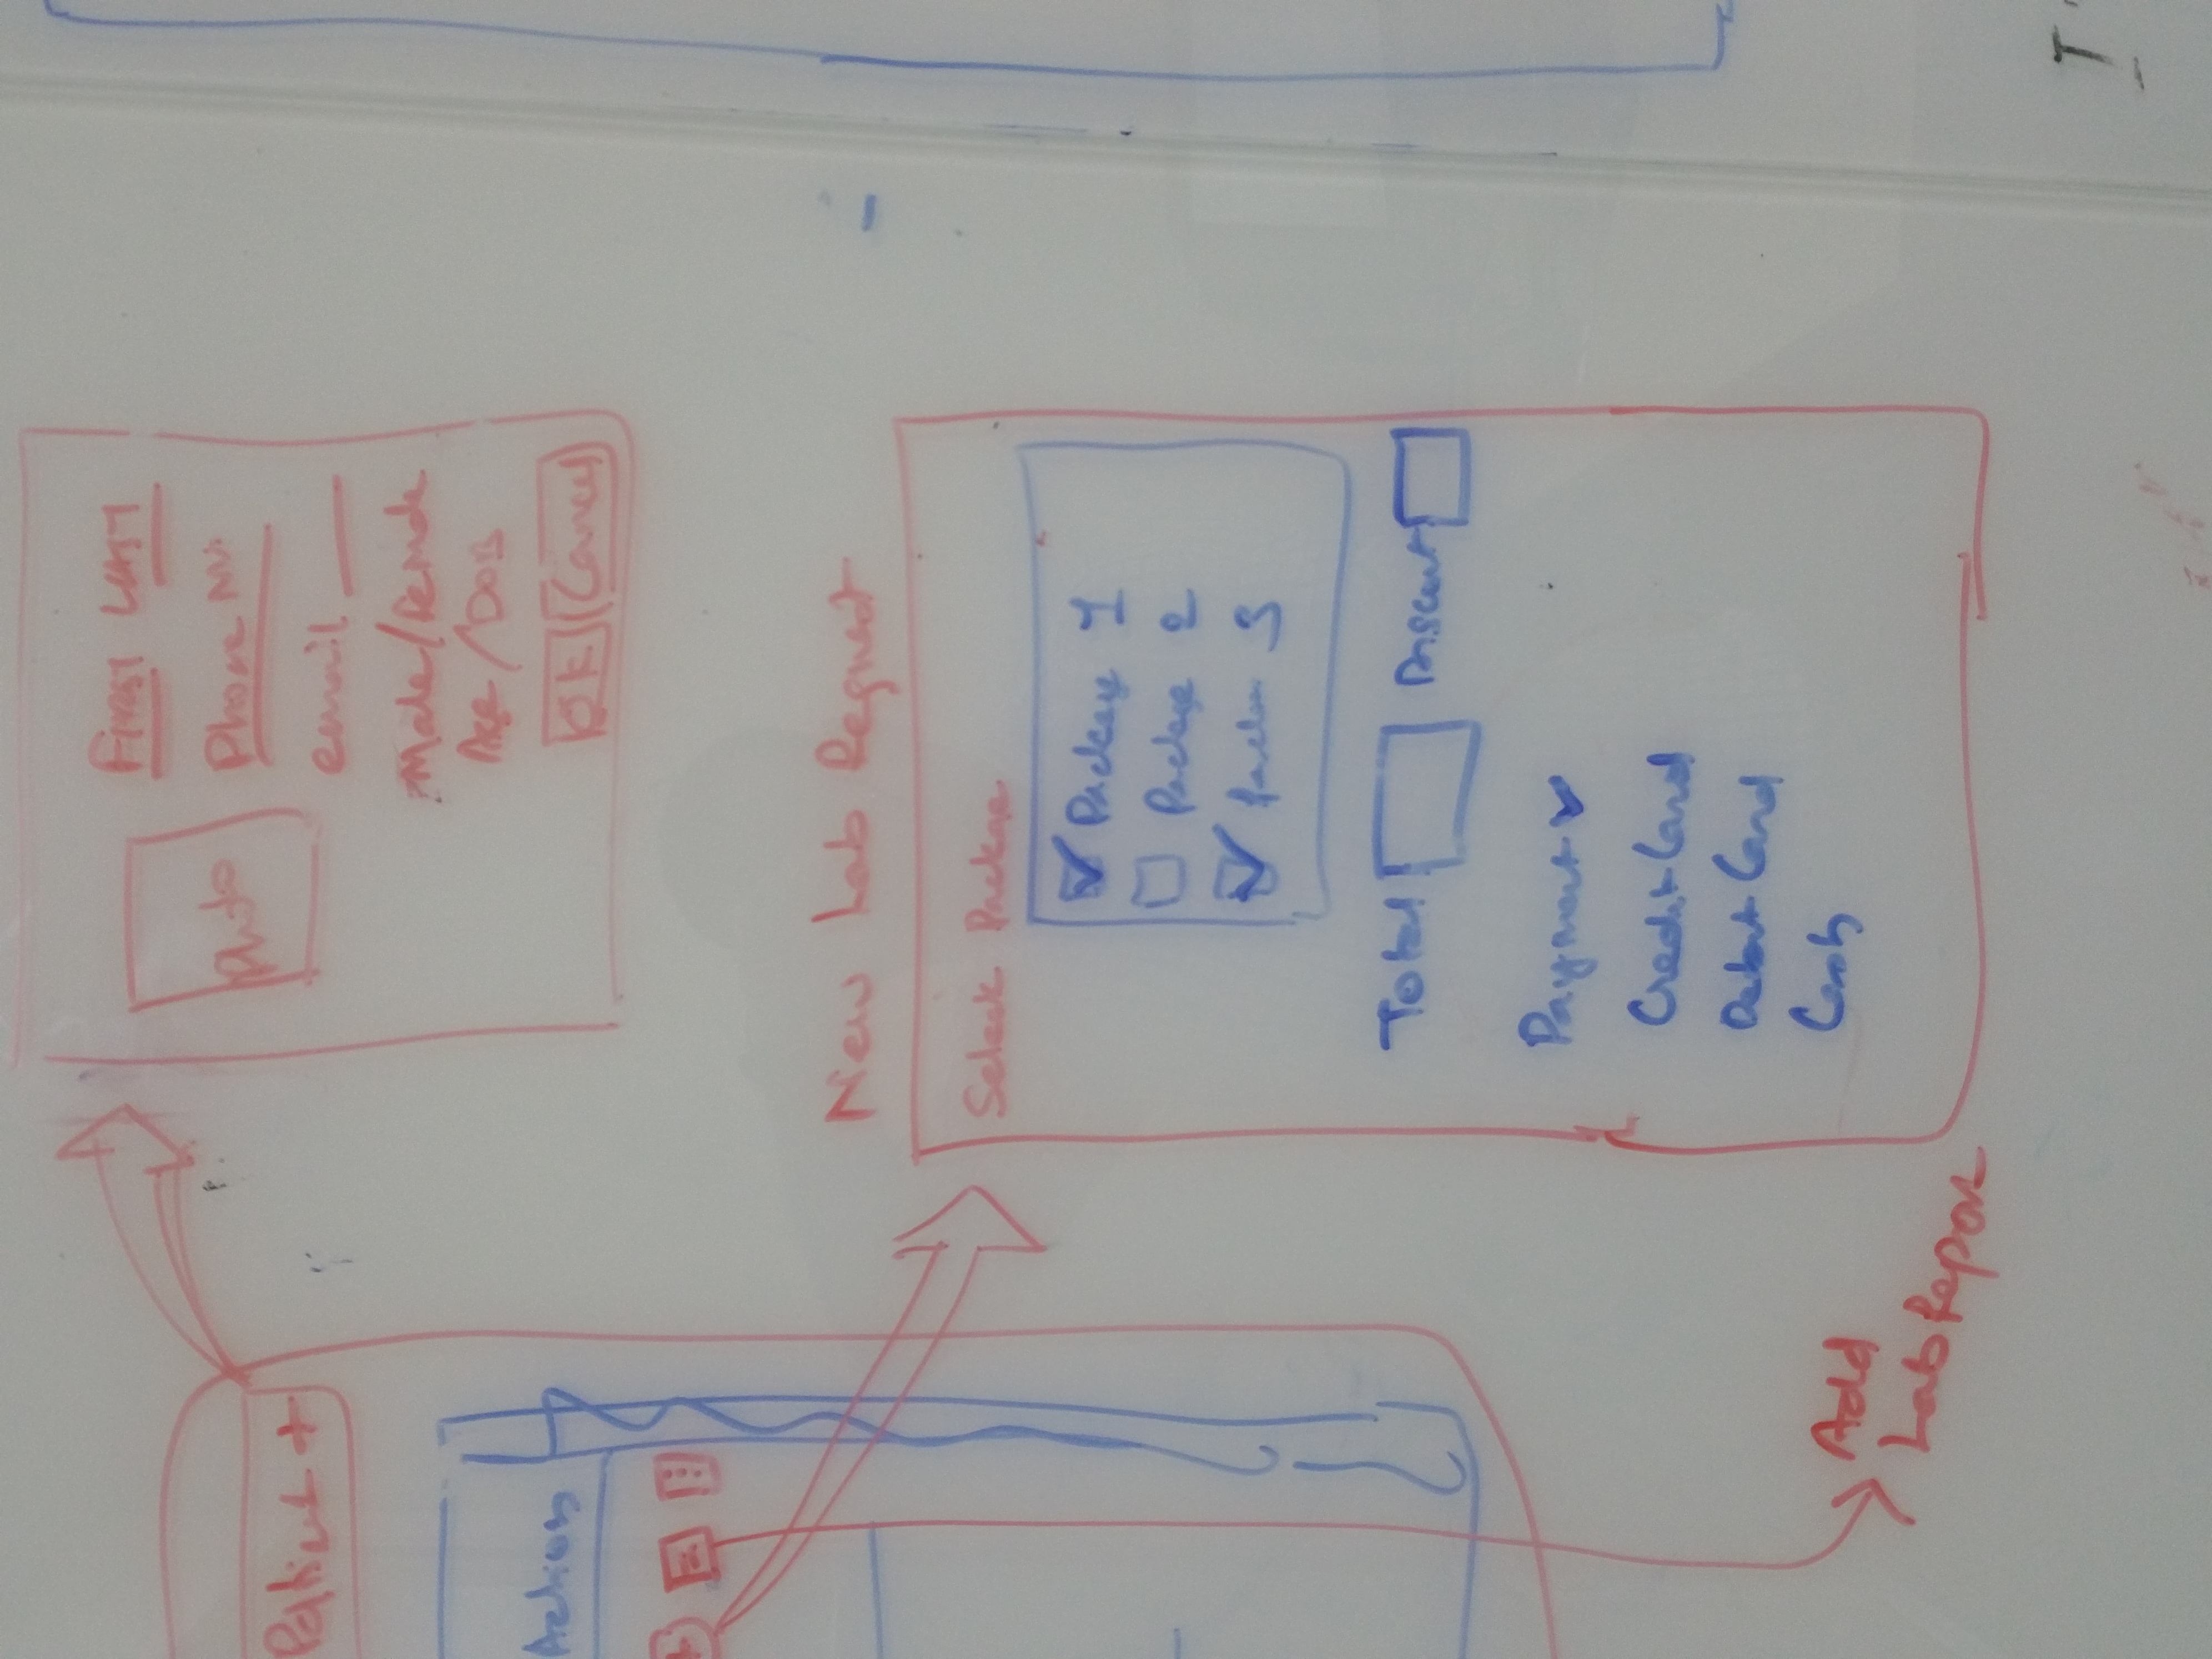 FIRST LAST
Photo
Phone No:
Patient +
email
Male/Female
Age/DOB
Actions
OK Cancel
New Lab Request
Select Package
Package 1
Package 2
3
Total Discount
Payment
Credit Card
Debit Card
Cash
Add
Lab Report